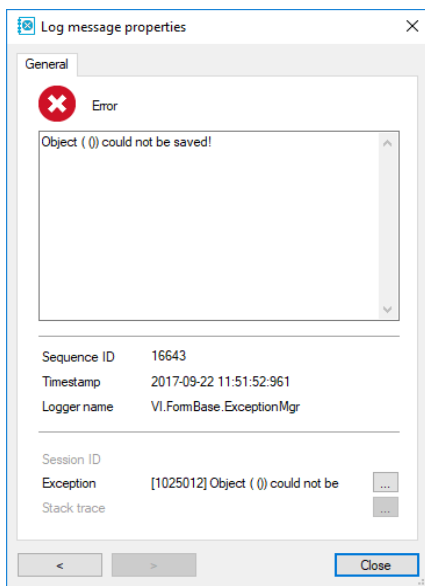 Log message properties
General
Error
Object ( ()) could not be saved!
Sequence ID 16643
Timestamp 2017-09-22 11:51:52:961
Logger name VI.FormBase.ExceptionMgr
Session ID
Exception [1025012] Object ( ()) could not be ...
Stack trace ...
< > Close